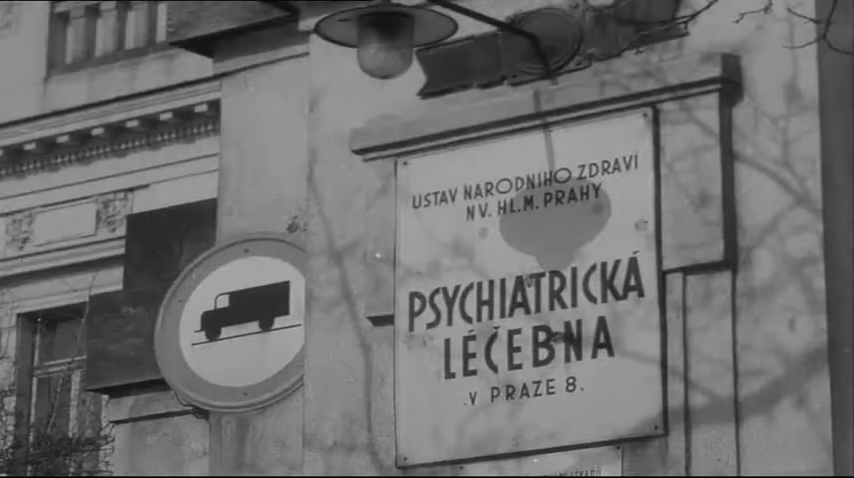 ÚSTAV NÁRODNÍHO ZDRAVÍ
NV. HL. M. PRAHY
PSYCHIATRICKÁ
LÉČEBNA
V PRAZE 8.